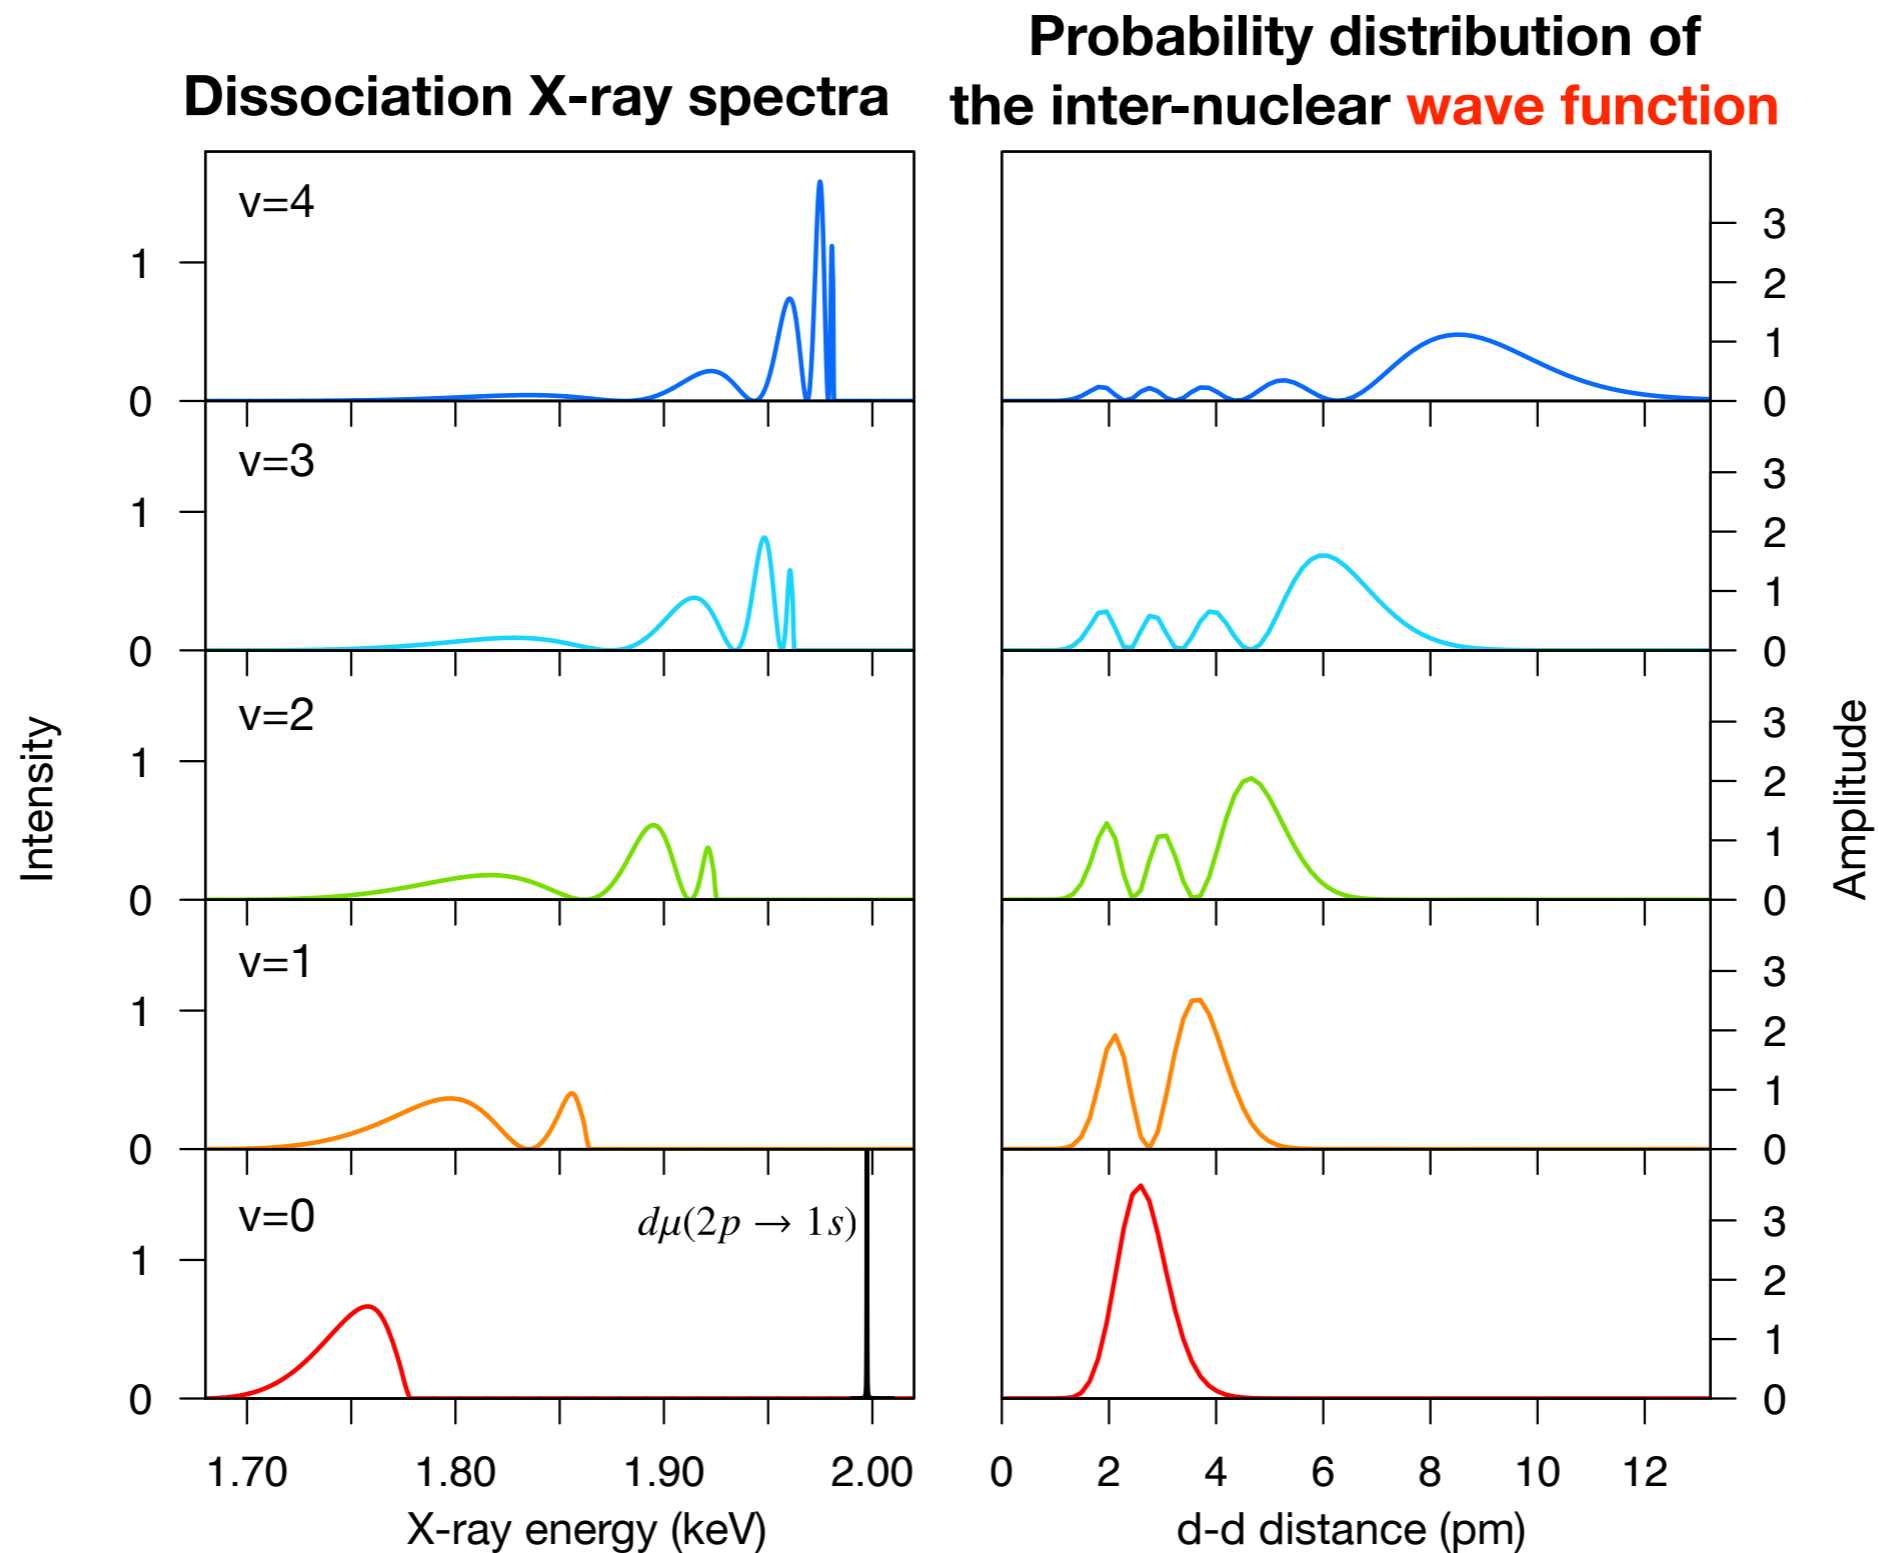 Dissociation X-ray spectra
Probability distribution of
the inter-nuclear wave function
Intensity
v=4
1
0
v=3
1
0
v=2
1
0
v=1
1
0
v=0
dμ(2p → 1s)
1
0
1.70 1.80 1.90 2.00
X-ray energy (keV)
3
2
1
0
3
2
1
0
3
2
1
0
3
2
1
0
3
2
1
0
Amplitude
0 2 4 6 8 10 12
d-d distance (pm)